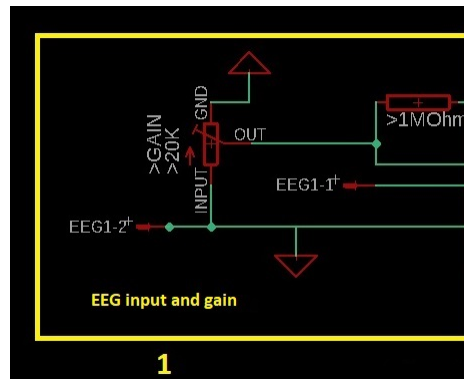 GND
>GAIN
>20K
OUT
INPUT
>1MOhm
EEG1-1
EEG1-2
EEG input and gain
1